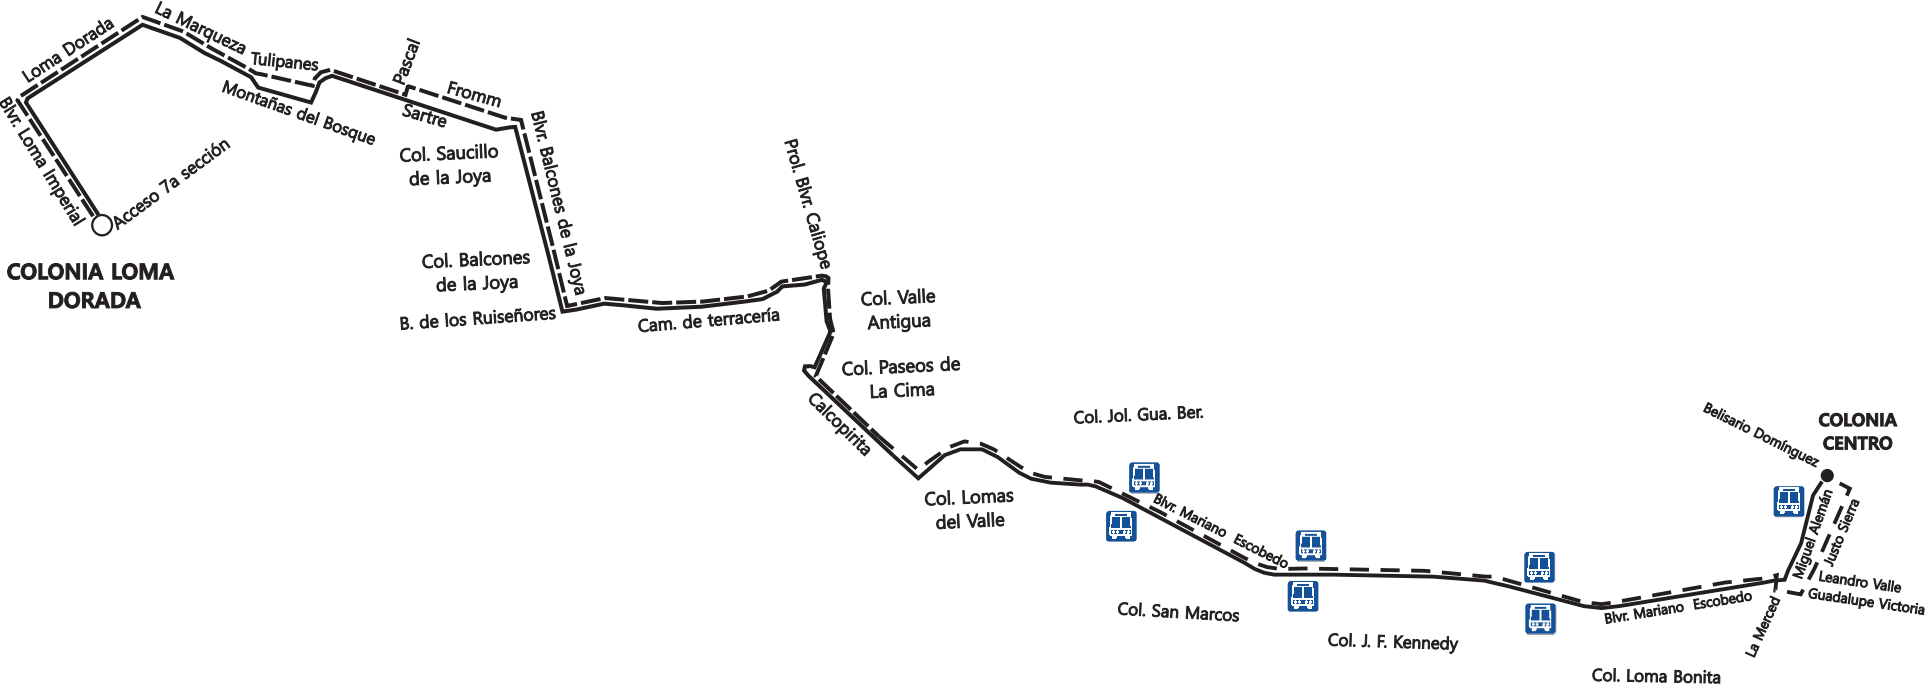 La Marqueza
Loma Dorada
Tulipanes
Pascal
Fromm
Montañas del Bosque
Sartre
Blvr. Loma Imperial
Acceso 7a sección
COLONIA LOMA
DORADA
Col. Saucillo
de la Joya
Blvr. Balcones de la Joya
Col. Balcones
de la Joya
B. de los Ruiseñores
Cam. de terracería
Prol. Blvr. Caliope
Col. Valle
Antigua
Col. Paseos de
La Cima
Calcopirita
Col. Jol. Gua. Ber.
Col. Lomas
del Valle
Blvr. Mariano Escobedo
Col. San Marcos
Col. J. F. Kennedy
Blvr. Mariano Escobedo
Col. Loma Bonita
La Merced
Belisario Domínguez
COLONIA
CENTRO
Miguel Alemán
Justo Sierra
Leandro Valle
Guadalupe Victoria